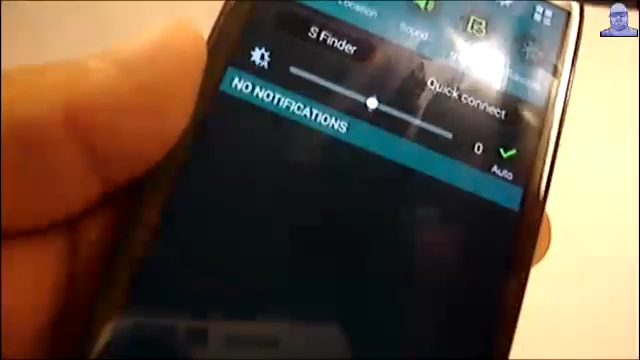 Location
Sound
S Finder
Quick connect
NO NOTIFICATIONS
0
Auto